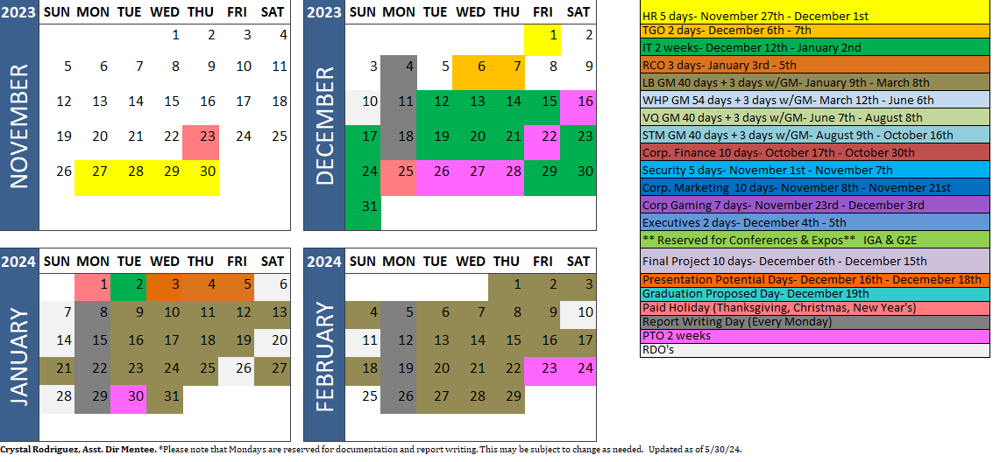 2023 SUN MON TUE WED THU FRI SAT
NOVEMBER
1 2 3 4
5 6 7 8 9 10 11
12 13 14 15 16 17 18
19 20 21 22 23 24 25
26 27 28 29 30
2023 SUN MON TUE WED THU FRI SAT
DECEMBER
1 2
3 4 5 6 7 8 9
10 11 12 13 14 15 16
17 18 19 20 21 22 23
24 25 26 27 28 29 30
31
2024 SUN MON TUE WED THU FRI SAT
JANUARY
1 2 3 4 5 6
7 8 9 10 11 12 13
14 15 16 17 18 19 20
21 22 23 24 25 26 27
28 29 30 31
2024 SUN MON TUE WED THU FRI SAT
FEBRUARY
1 2 3
4 5 6 7 8 9 10
11 12 13 14 15 16 17
18 19 20 21 22 23 24
25 26 27 28 29
HR 5 days- November 27th - December 1st
TGO 2 days- December 6th - 7th
IT 2 weeks- December 12th - January 2nd
RCO 3 days- January 3rd - 5th
LB GM 40 days + 3 days w/GM- January 9th - March 8th
WHP GM 54 days + 3 days w/GM- March 12th - June 6th
VQ GM 40 days + 3 days w/GM- June 7th - August 8th
STM GM 40 days + 3 days w/GM- August 9th - October 16th
Corp. Finance 10 days- October 17th - October 30th
Security 5 days- November 1st - November 7th
Corp. Marketing 10 days- November 8th - November 21st
Corp Gaming 7 days- November 23rd - December 3rd
Executives 2 days- December 4th - 5th
** Reserved for Conferences & Expos** IGA & G2E
Final Project 10 days- December 6th - December 15th
Presentation Potential Days- December 16th - Decemeber 18th
Graduation Proposed Day- December 19th
Paid Holiday (Thanksgiving, Christmas, New Year's)
Report Writing Day (Every Monday)
PTO 2 weeks
RDO's
Crystal Rodriguez, Asst. Dir Mentee. *Please note that Mondays are reserved for documentation and report writing. This may be subject to change as needed. Updated as of 5/30/24.